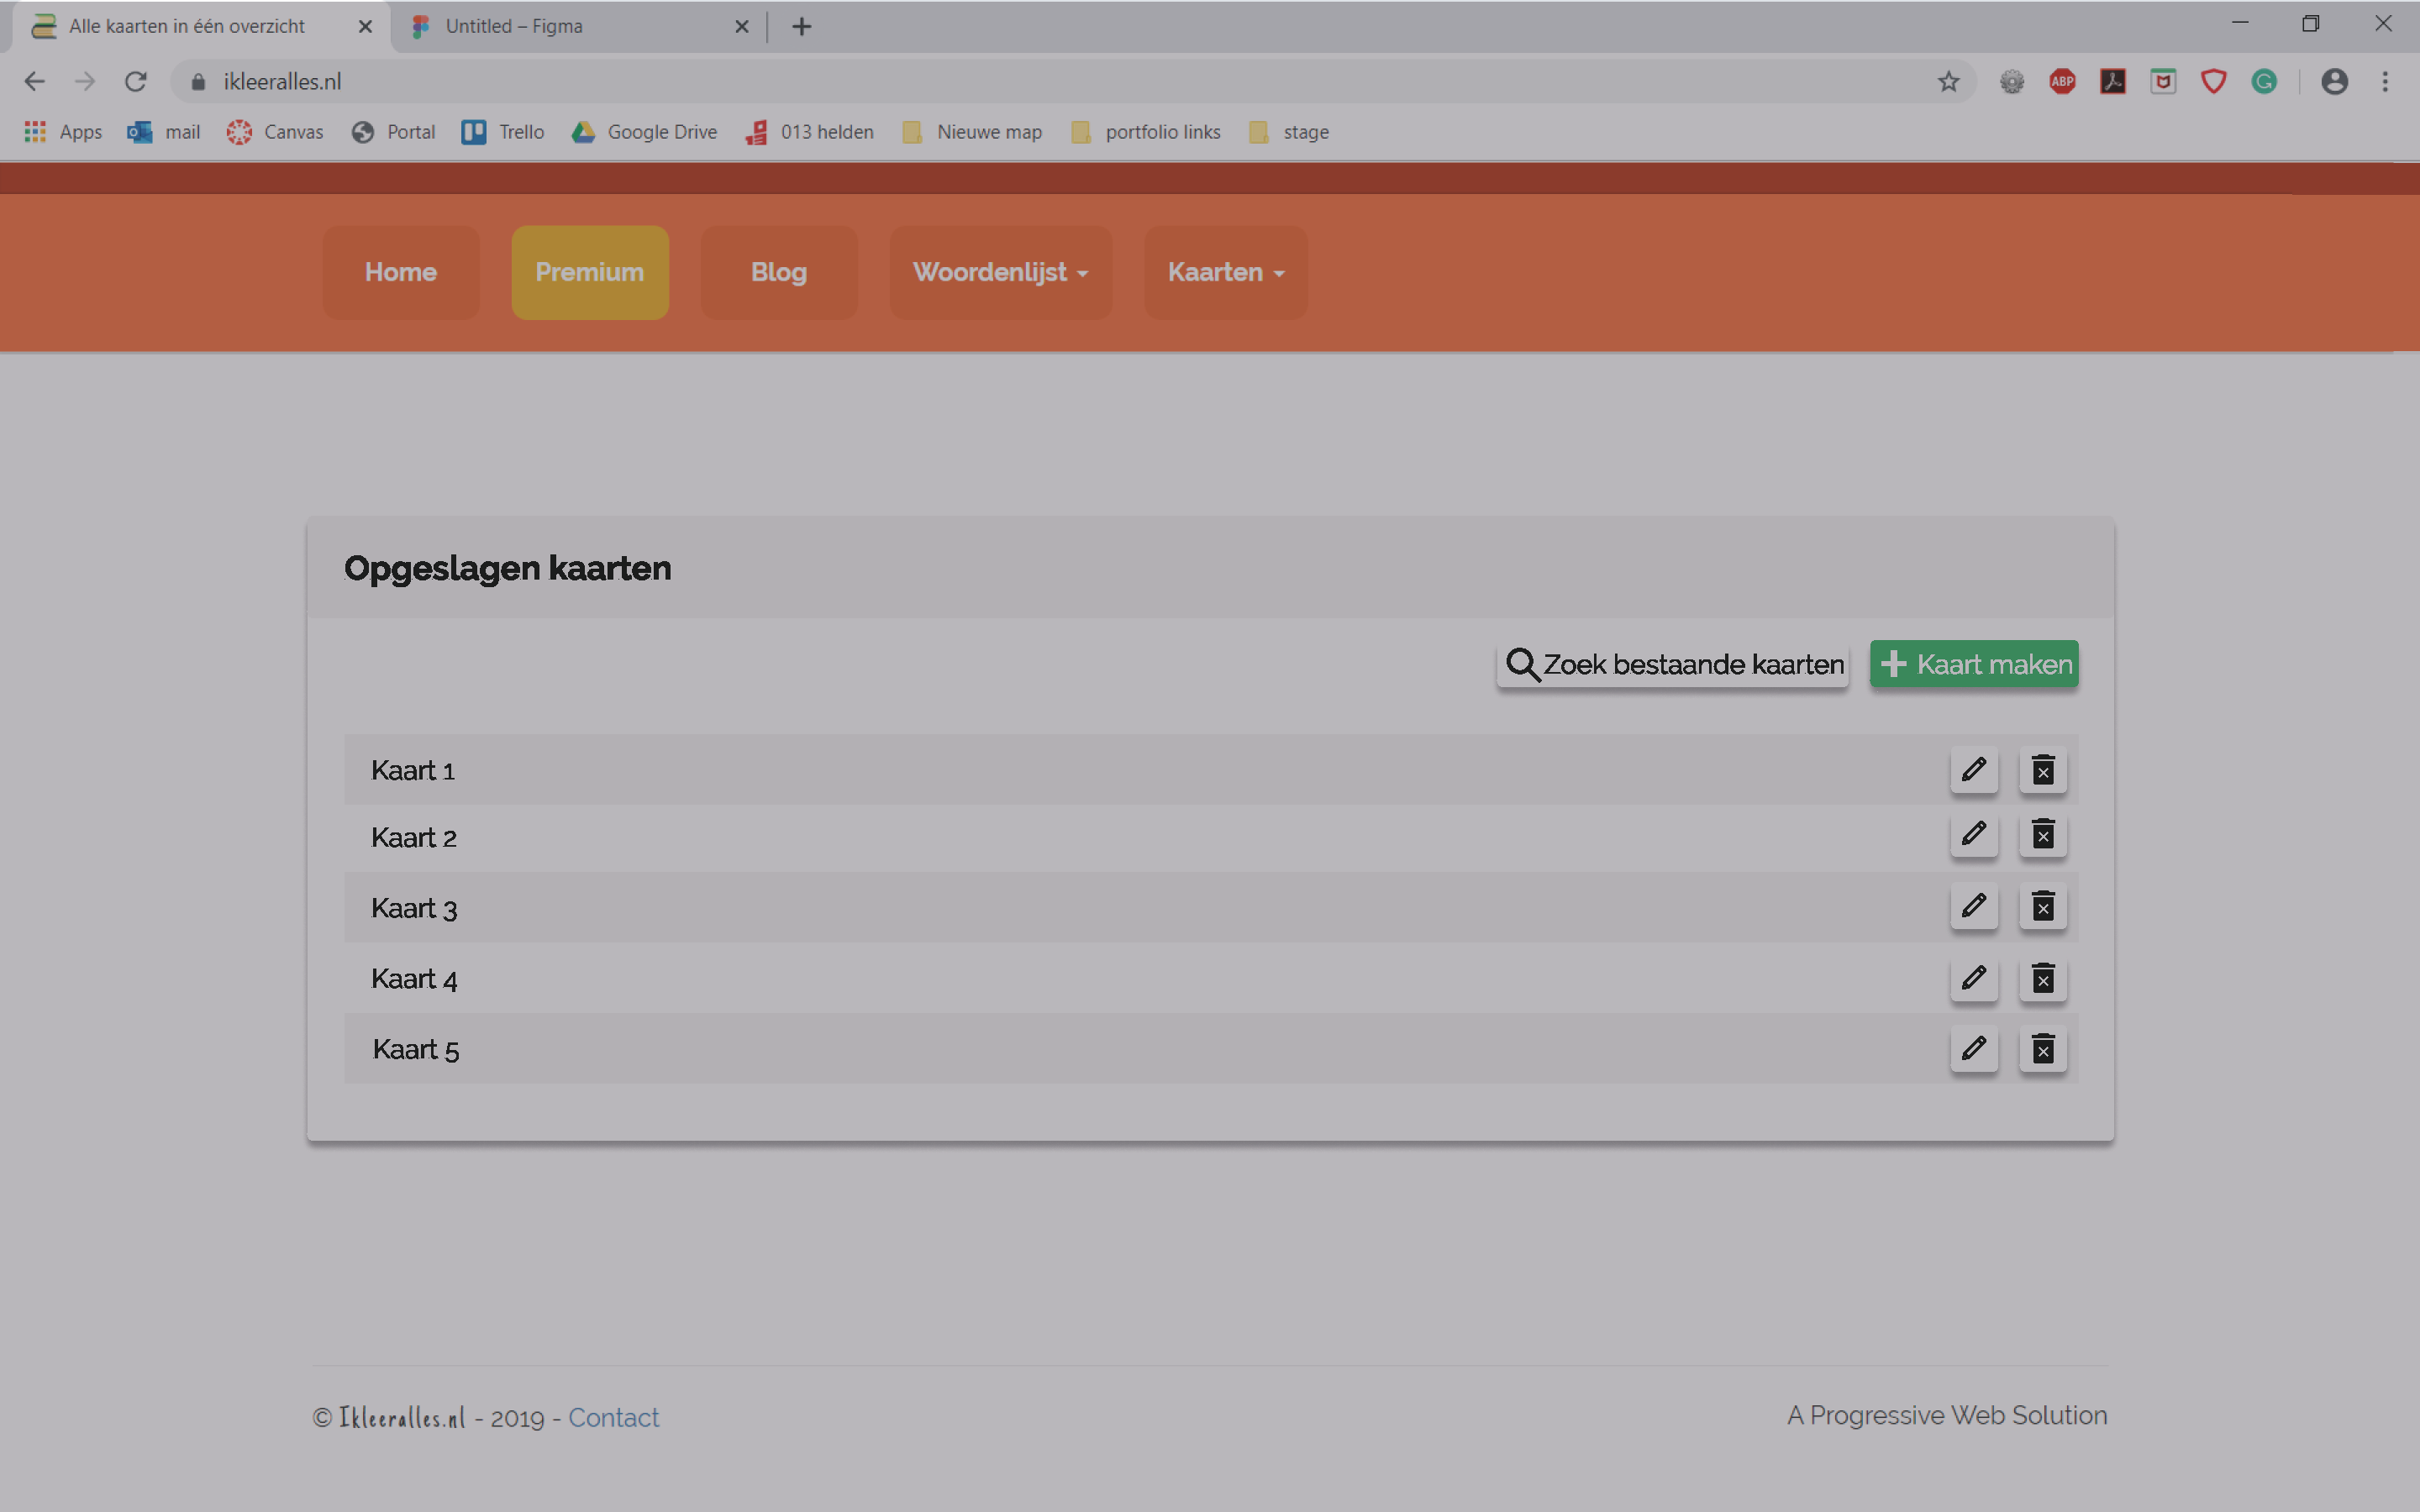 Alle kaarten in één overzicht
Untitled – Figma
ikleeralles.nl
ABP
Apps mail Canvas Portal Trello Google Drive 013 helden Nieuwe map portfolio links stage
Home Premium Blog Woordenlijst Kaarten
Opgeslagen kaarten
Zoek bestaande kaarten
Kaart maken
Kaart 1
Kaart 2
Kaart 3
Kaart 4
Kaart 5
© Ikleeralles.nl - 2019 - Contact
A Progressive Web Solution